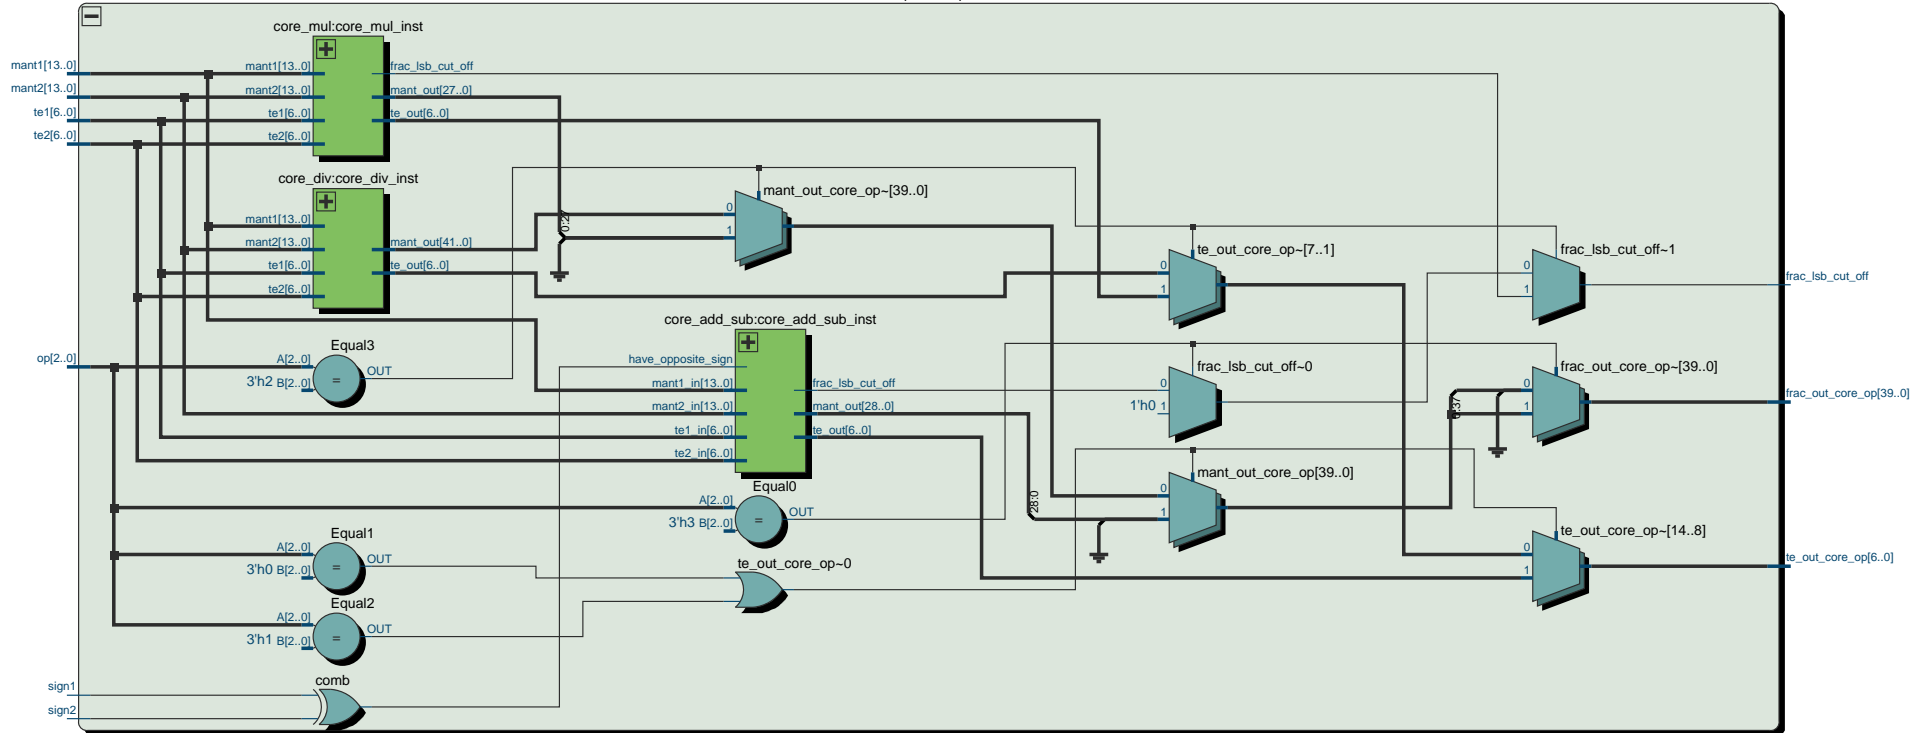 core_mul:core_mul_inst
mant1[13..0]
mant2[13..0]
te1[6..0]
te2[6..0]
mant1[13..0]
mant2[13..0]
te1[6..0]
te2[6..0]
frac_lsb_cut_off
mant_out[27..0]
te_out[6..0]
core_div:core_div_inst
mant1[13..0]
mant2[13..0]
te1[6..0]
te2[6..0]
mant_out[41..0]
te_out[6..0]
mant_out_core_op~[39..0]
0
1
te_out_core_op~[7..1]
0
1
frac_lsb_cut_off~1
0
1
frac_lsb_cut_off
op[2..0]
Equal3
A[2..0]
3'h2 B[2..0]
OUT
=
core_add_sub:core_add_sub_inst
have_opposite_sign
mant1_in[13..0]
mant2_in[13..0]
te1_in[6..0]
te2_in[6..0]
frac_lsb_cut_off
mant_out[28..0]
te_out[6..0]
frac_lsb_cut_off~0
0
1'h0 1
frac_out_core_op~[39..0]
0
1
frac_out_core_op[39..0]
28:0
mant_out_core_op[39..0]
0
1
Equal0
A[2..0]
3'h3 B[2..0]
OUT
=
Equal1
A[2..0]
3'h0 B[2..0]
OUT
=
te_out_core_op~0
te_out_core_op~[14..8]
0
1
te_out_core_op[6..0]
Equal2
A[2..0]
3'h1 B[2..0]
OUT
=
comb
sign1
sign2